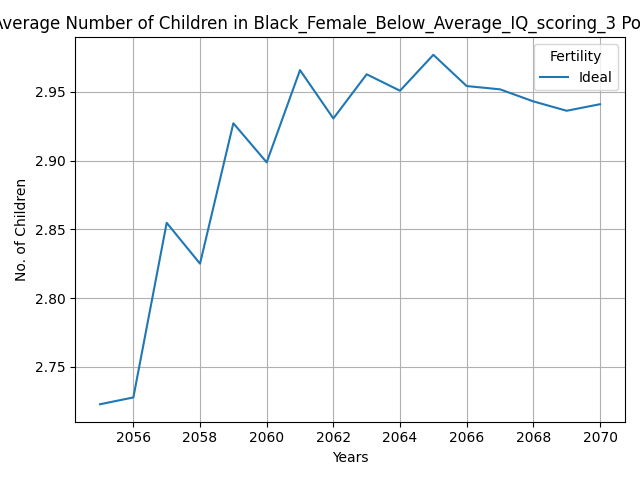 Average Number of Children in Black_Female_Below_Average_IQ_scoring_3 Po
Fertility
Ideal
2.95
2.90
2.85
2.80
2.75
No. of Children
2056 2058 2060 2062 2064 2066 2068 2070
Years